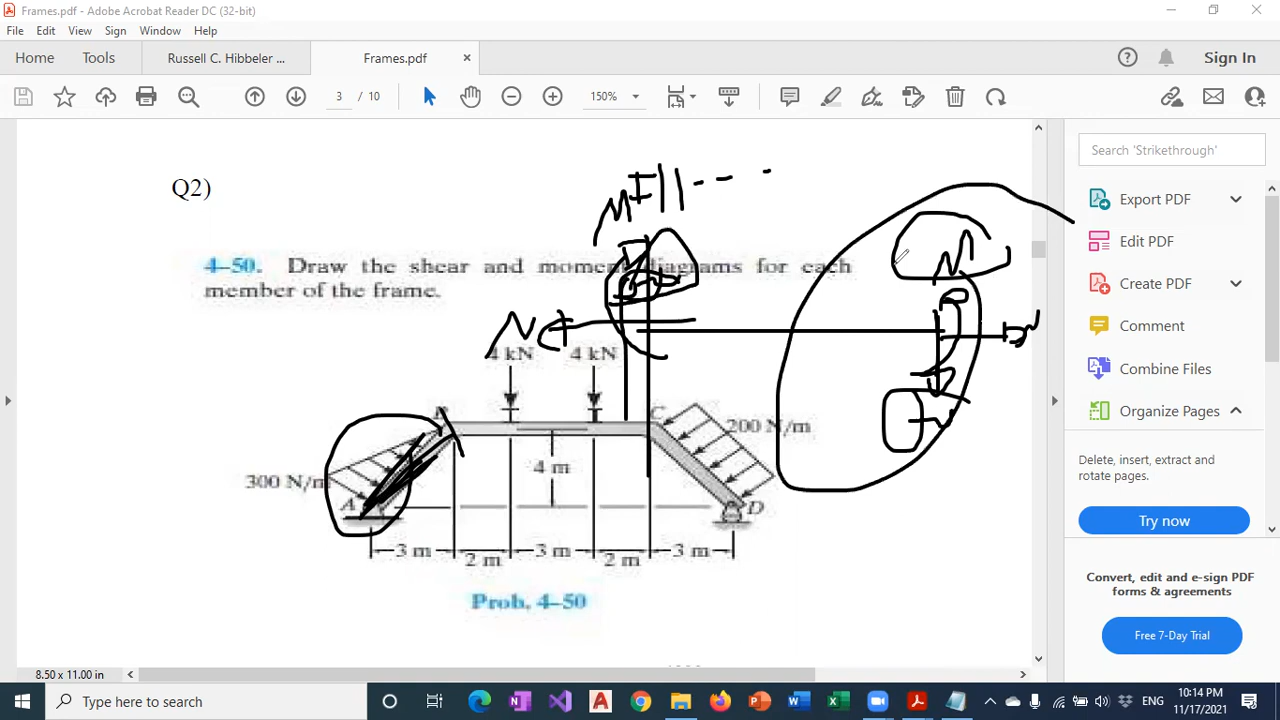 Frames.pdf - Adobe Acrobat Reader DC (32-bit)
File Edit View Sign Window Help
Home Tools Russell C. Hibbeler ... Frames.pdf × Sign In
3 / 10 150%
Q2)
4–50. Draw the shear and moment diagrams for each
member of the frame.
M
N
M
N
4 kN 4 kN
B C
200 N/m
4 m
300 N/m
A D
3 m 2 m 3 m 2 m 3 m
Prob. 4–50
8.50 x 11.00 in
Search 'Strikethrough'
Export PDF
Edit PDF
Create PDF
Comment
Combine Files
Organize Pages
Delete, insert, extract and
rotate pages.
Try now
Convert, edit and e-sign PDF
forms & agreements
Free 7-Day Trial
Type here to search
ENG
10:14 PM
11/17/2021